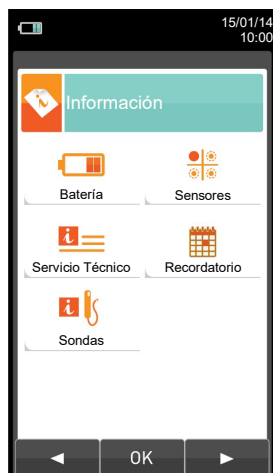 15/01/14
10:00
Información
Batería
Sensores
Servicio Técnico
Recordatorio
Sondas
OK